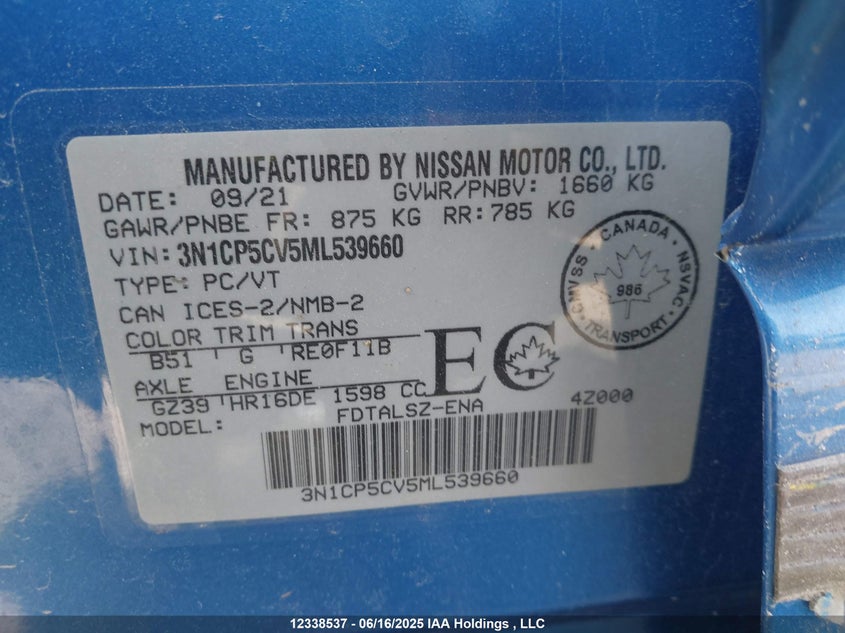 MANUFACTURED BY NISSAN MOTOR CO., LTD.
DATE: 09/21 GVWR/PNBV: 1660 KG
GAWR/PNBE FR: 875 KG RR: 785 KG
VIN: 3N1CP5CV5ML539660
TYPE: PC/VT
CAN ICES-2/NMB-2
COLOR TRIM TRANS
B51 G RE0F11B
AXLE ENGINE
GZ39 HR16DE 1598 CC
MODEL: FDTALSZ-ENA 4Z000
3N1CP5CV5ML539660
EC
CMVSS - CANADA - NSVAC - TRANSPORT -
986
12338537 - 06/16/2025 IAA Holdings , LLC